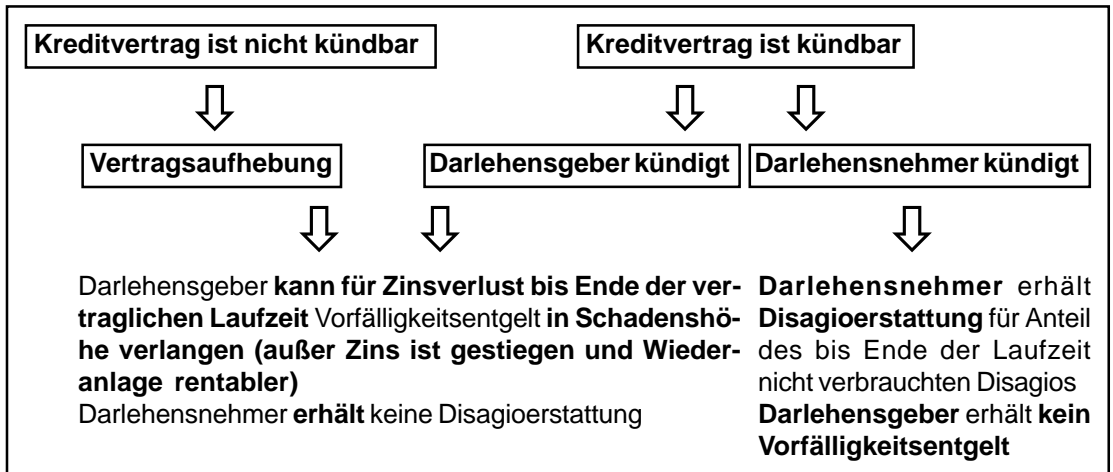 Kreditvertrag ist nicht kündbar
Kreditvertrag ist kündbar
Vertragsaufhebung
Darlehensgeber kündigt
Darlehensnehmer kündigt
Darlehensgeber kann für Zinsverlust bis Ende der ver-
traglichen Laufzeit Vorfälligkeitsentgelt in Schadenshö-
he verlangen (außer Zins ist gestiegen und Wieder-
anlage rentabler)
Darlehensnehmer erhält keine Disagioerstattung
Darlehensnehmer erhält
Disagioerstattung für Anteil
des bis Ende der Laufzeit
nicht verbrauchten Disagios
Darlehensgeber erhält kein
Vorfälligkeitsentgelt